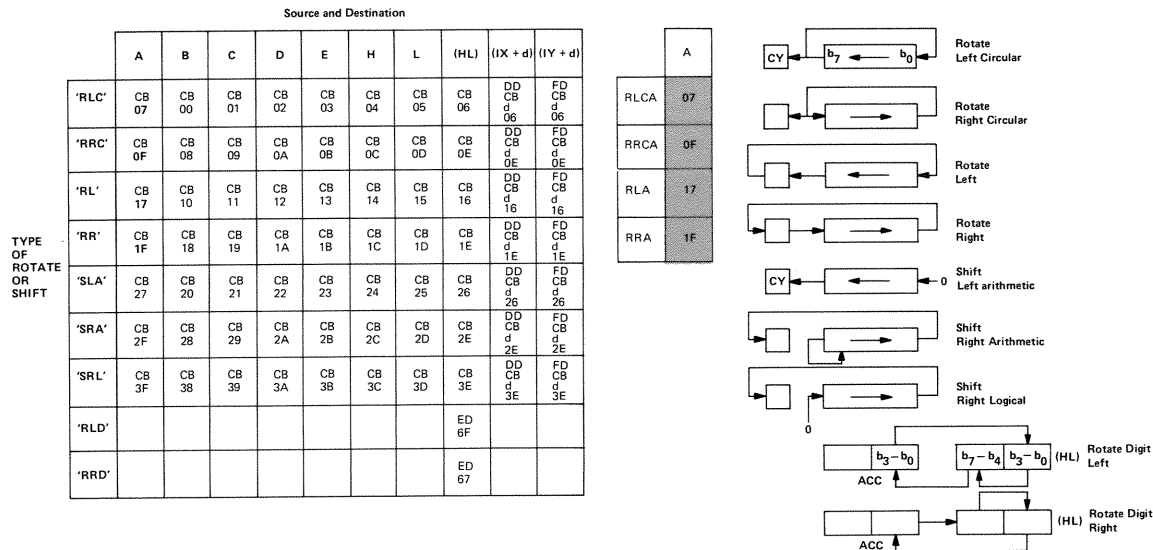 Source and Destination
A B C D E H L (HL) (IX + d) (IY + d)
'RLC' CB 07 CB 00 CB 01 CB 02 CB 03 CB 04 CB 05 CB 06 DD CB d 06 FD CB d 06
'RRC' CB 0F CB 08 CB 09 CB 0A CB 0B CB 0C CB 0D CB 0E DD CB d 0E FD CB d 0E
'RL' CB 17 CB 10 CB 11 CB 12 CB 13 CB 14 CB 15 CB 16 DD CB d 16 FD CB d 16
'RR' CB 1F CB 18 CB 19 CB 1A CB 1B CB 1C CB 1D CB 1E DD CB d 1E FD CB d 1E
'SLA' CB 27 CB 20 CB 21 CB 22 CB 23 CB 24 CB 25 CB 26 DD CB d 26 FD CB d 26
'SRA' CB 2F CB 28 CB 29 CB 2A CB 2B CB 2C CB 2D CB 2E DD CB d 2E FD CB d 2E
'SRL' CB 3F CB 38 CB 39 CB 3A CB 3B CB 3C CB 3D CB 3E DD CB d 3E FD CB d 3E
'RLD' ED 6F
'RRD' ED 67
TYPE
OF
ROTATE
OR
SHIFT
A
RLCA 07
RRCA 0F
RLA 17
RRA 1F
CY b7 b0
Rotate
Left Circular
Rotate
Right Circular
Rotate
Left
Rotate
Right
CY 0
Shift
Left arithmetic
Shift
Right Arithmetic
Shift
Right Logical
0
b3–b0 b7–b4 b3–b0 (HL)
Rotate Digit
Left
ACC
(HL)
Rotate Digit
Right
ACC